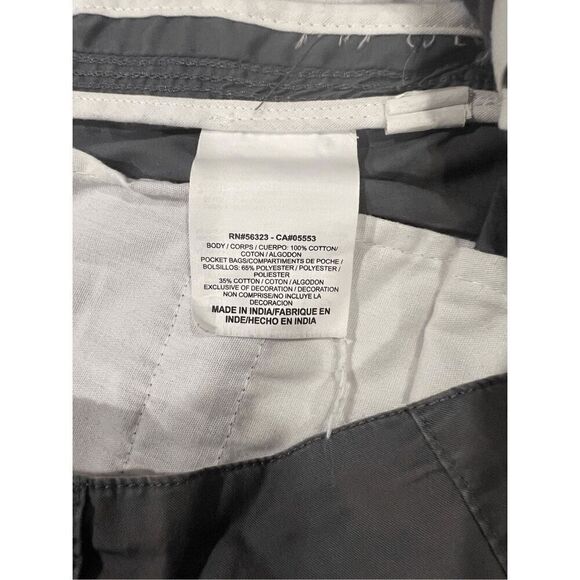 RN#56323 - CA#05553
BODY / CORPS / CUERPO: 100% COTTON/
COTON / ALGODON
POCKET BAGS/COMPARTIMENTS DE POCHE /
BOLSILLOS: 65% POLYESTER / POLYESTER /
POLIESTER
35% COTTON / COTON / ALGODON
EXCLUSIVE OF DECORATION / DECORATION
NON COMPRISE/NO INCLUYE LA
DECORACION
MADE IN INDIA/FABRIQUE EN
INDE/HECHO EN INDIA